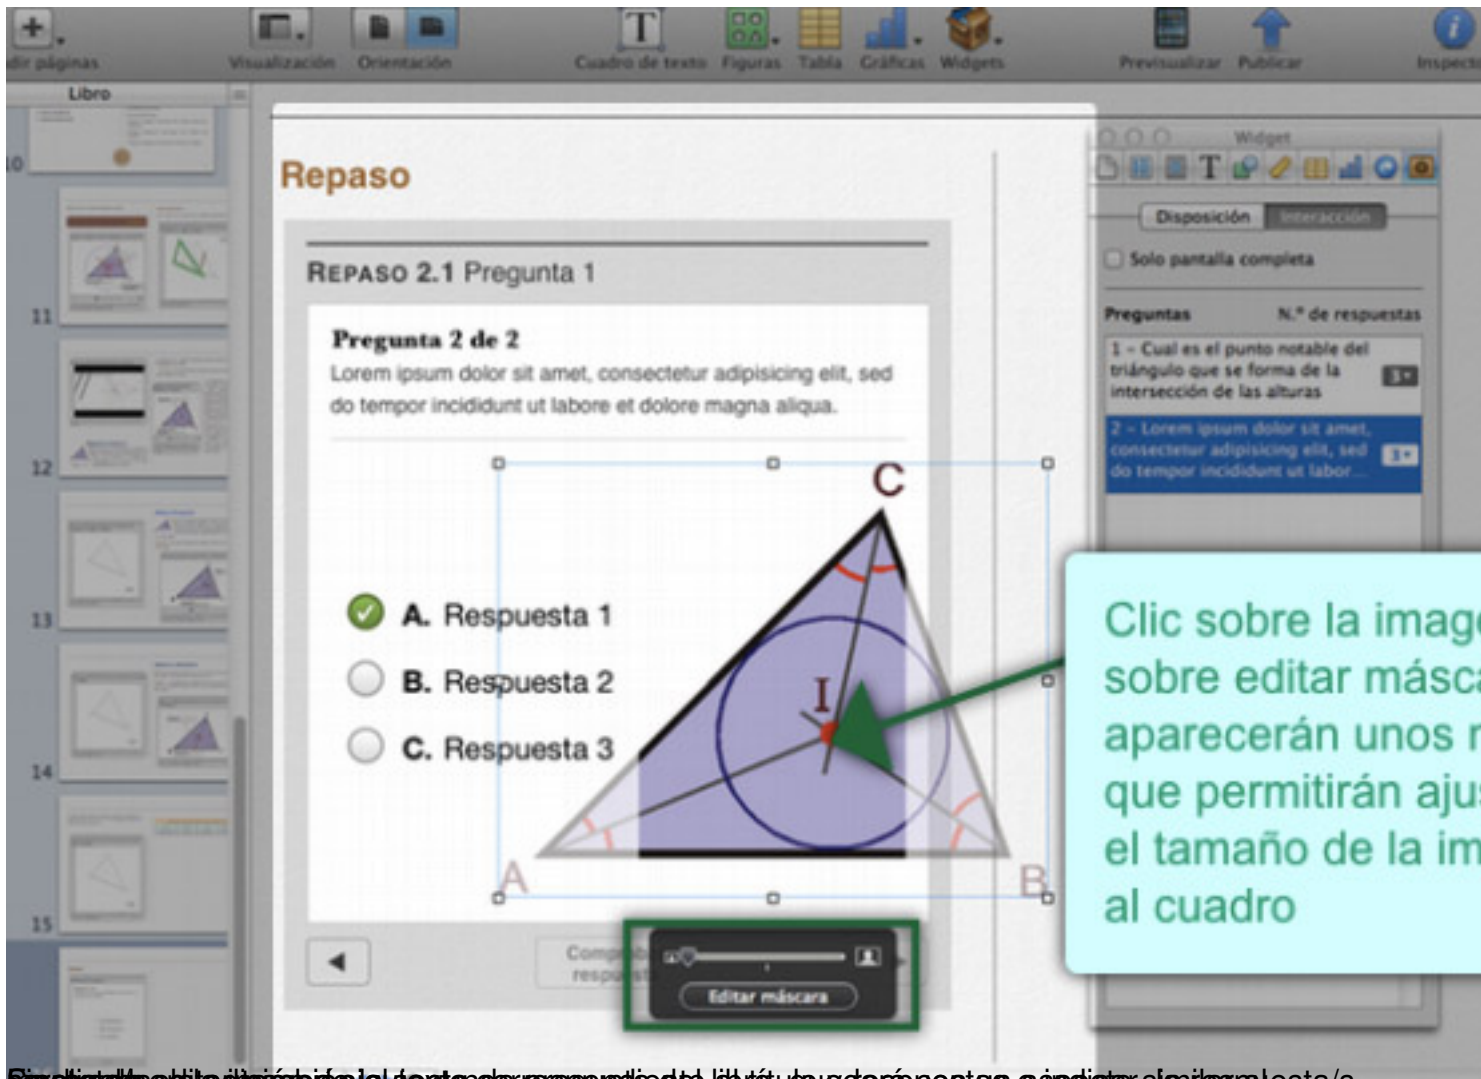 dir páginas
Visualización
Orientación
Cuadro de texto
Figuras
Tabla
Gráficas
Widgets
Previsualizar
Publicar
Inspecto
Libro
10
11
12
13
14
15
Repaso
REPASO 2.1 Pregunta 1
Pregunta 2 de 2
Lorem ipsum dolor sit amet, consectetur adipisicing elit, sed
do tempor incididunt ut labore et dolore magna aliqua.
A. Respuesta 1
B. Respuesta 2
C. Respuesta 3
C
I
A
B
Comprob
respuest
Editar máscara
Widget
T
Disposición
Interacción
Solo pantalla completa
Preguntas N.º de respuestas
1 - Cual es el punto notable del
triángulo que se forma de la
intersección de las alturas
3
2 - Lorem ipsum dolor sit amet,
consectetur adipisicing elit, sed
do tempor incididunt ut labor...
3
Clic sobre la image
sobre editar másca
aparecerán unos r
que permitirán ajus
el tamaño de la im
al cuadro